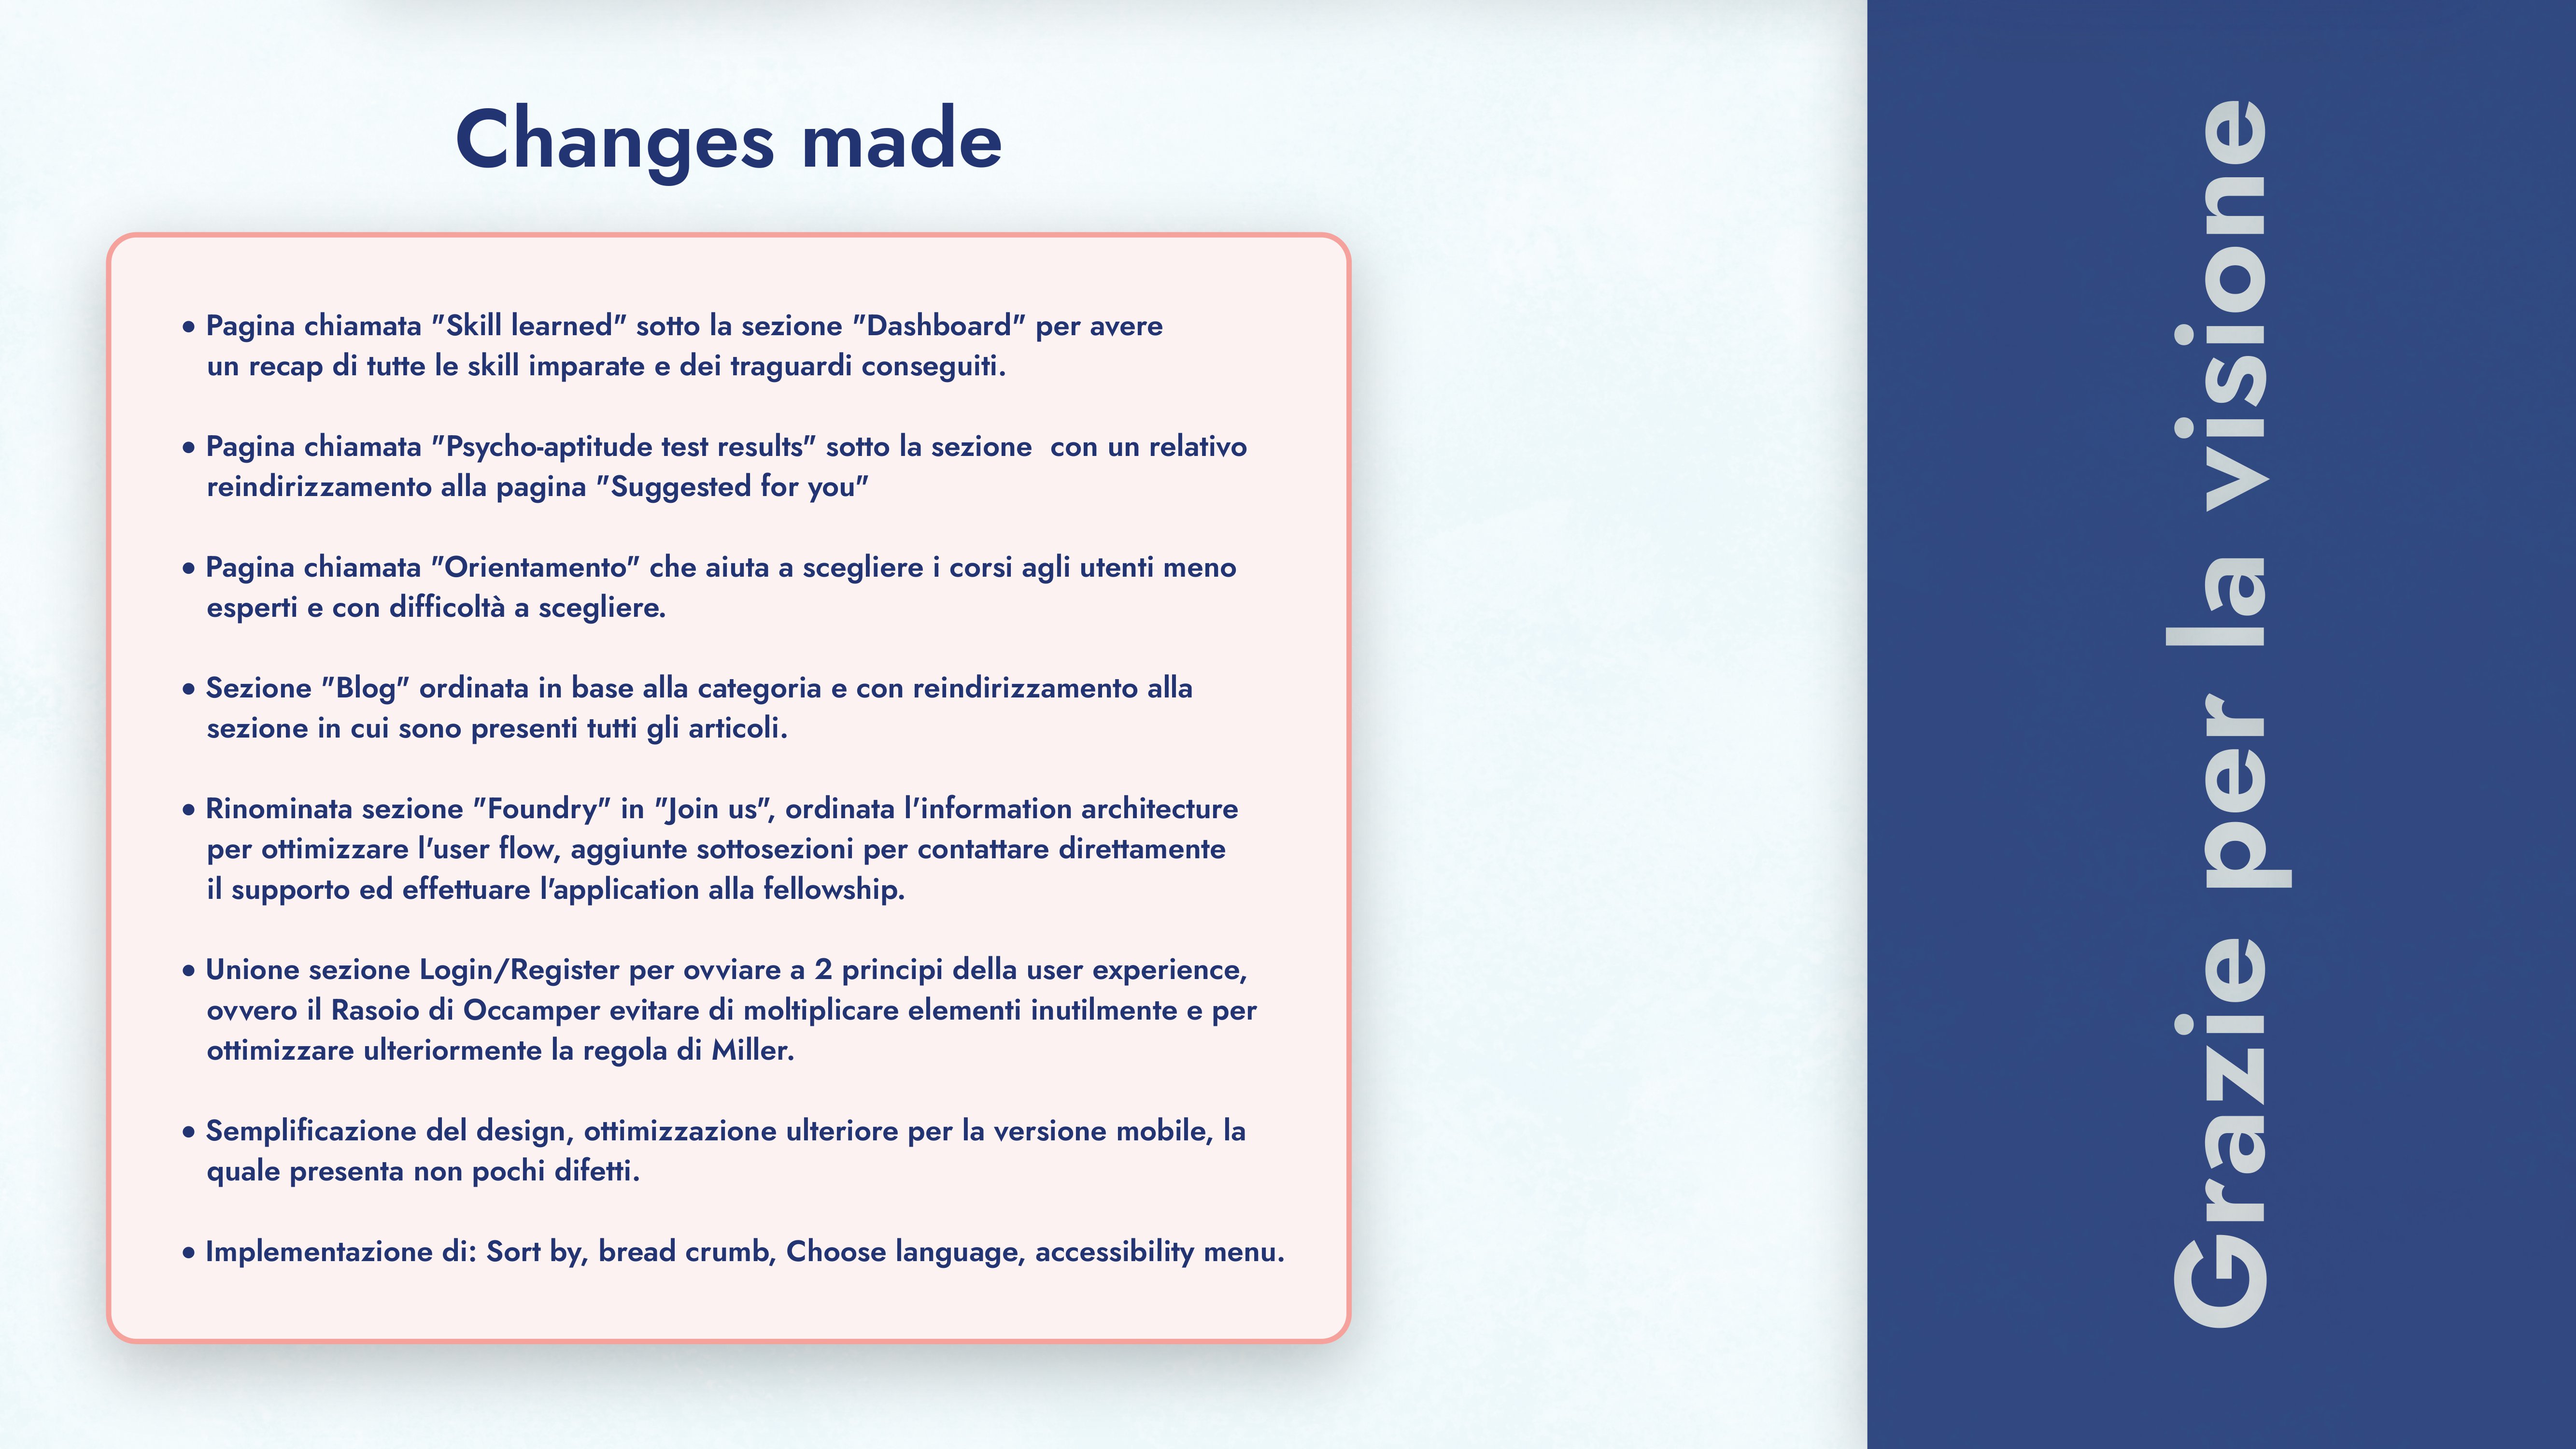 Changes made
• Pagina chiamata "Skill learned" sotto la sezione "Dashboard" per avere
un recap di tutte le skill imparate e dei traguardi conseguiti.
• Pagina chiamata "Psycho-aptitude test results" sotto la sezione  con un relativo
reindirizzamento alla pagina "Suggested for you"
• Pagina chiamata "Orientamento" che aiuta a scegliere i corsi agli utenti meno
esperti e con difficoltà a scegliere.
• Sezione "Blog" ordinata in base alla categoria e con reindirizzamento alla
sezione in cui sono presenti tutti gli articoli.
• Rinominata sezione "Foundry" in "Join us", ordinata l'information architecture
per ottimizzare l'user flow, aggiunte sottosezioni per contattare direttamente
il supporto ed effettuare l'application alla fellowship.
• Unione sezione Login/Register per ovviare a 2 principi della user experience,
ovvero il Rasoio di Occamper evitare di moltiplicare elementi inutilmente e per
ottimizzare ulteriormente la regola di Miller.
• Semplificazione del design, ottimizzazione ulteriore per la versione mobile, la
quale presenta non pochi difetti.
• Implementazione di: Sort by, bread crumb, Choose language, accessibility menu.
Grazie per la visione